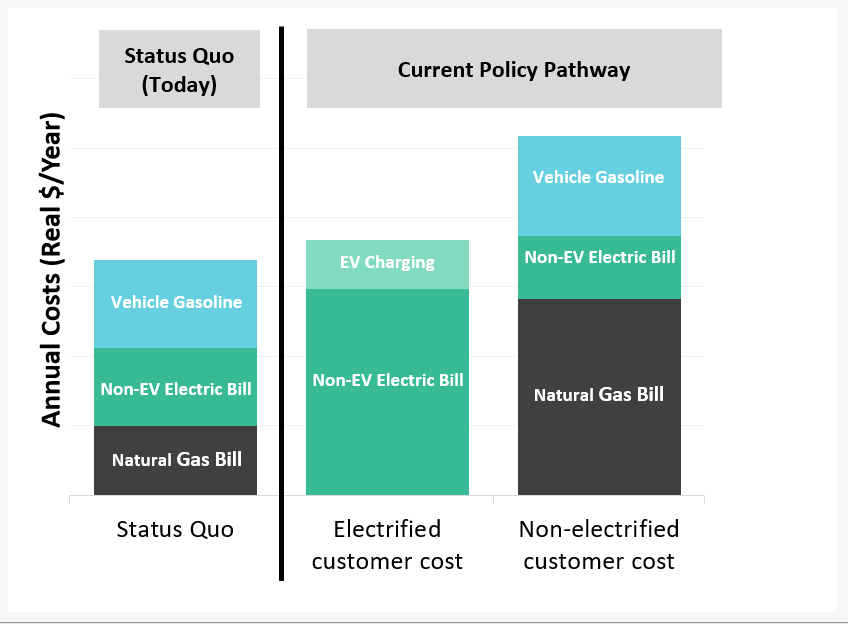 Status Quo
(Today)
Current Policy Pathway
Annual Costs (Real $/Year)
Vehicle Gasoline
Non-EV Electric Bill
Natural Gas Bill
EV Charging
Non-EV Electric Bill
Vehicle Gasoline
Non-EV Electric Bill
Natural Gas Bill
Status Quo
Electrified
customer cost
Non-electrified
customer cost